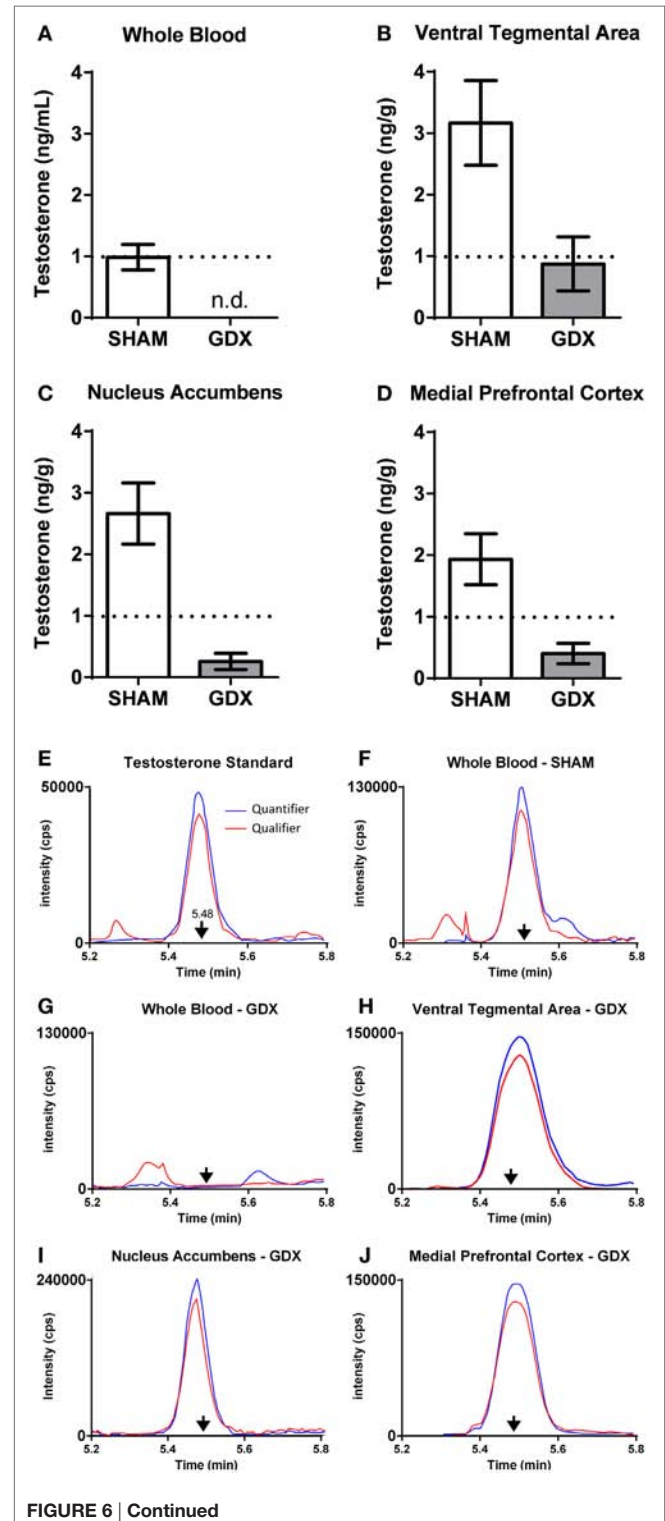 A Whole Blood
Testosterone (ng/mL)
4
3
2
1
0
n.d.
SHAM GDX
B Ventral Tegmental Area
Testosterone (ng/g)
4
3
2
1
0
SHAM GDX
C Nucleus Accumbens
Testosterone (ng/g)
4
3
2
1
0
SHAM GDX
D Medial Prefrontal Cortex
Testosterone (ng/g)
4
3
2
1
0
SHAM GDX
E Testosterone Standard
intensity (cps)
50000
0
Quantifier
Qualifier
5.48
5.2 5.4 5.6 5.8
Time (min)
F Whole Blood - SHAM
intensity (cps)
130000
0
5.2 5.4 5.6 5.8
Time (min)
G Whole Blood - GDX
intensity (cps)
130000
0
5.2 5.4 5.6 5.8
Time (min)
H Ventral Tegmental Area - GDX
intensity (cps)
150000
0
5.2 5.4 5.6 5.8
Time (min)
I Nucleus Accumbens - GDX
Intensity (cps)
240000
0
5.2 5.4 5.6 5.8
Time (min)
J Medial Prefrontal Cortex - GDX
intensity (cps)
150000
0
5.2 5.4 5.6 5.8
Time (min)
FIGURE 6 | Continued